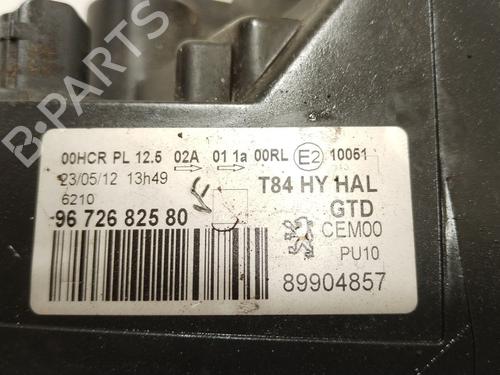 00HCR PL 12.5 02A 01 1a 00RL E2 10051
23/05/12 13h49
6210
T84 HY HAL
GTD
96 726 825 80
CEM00
PU10
89904857
B-PARTS